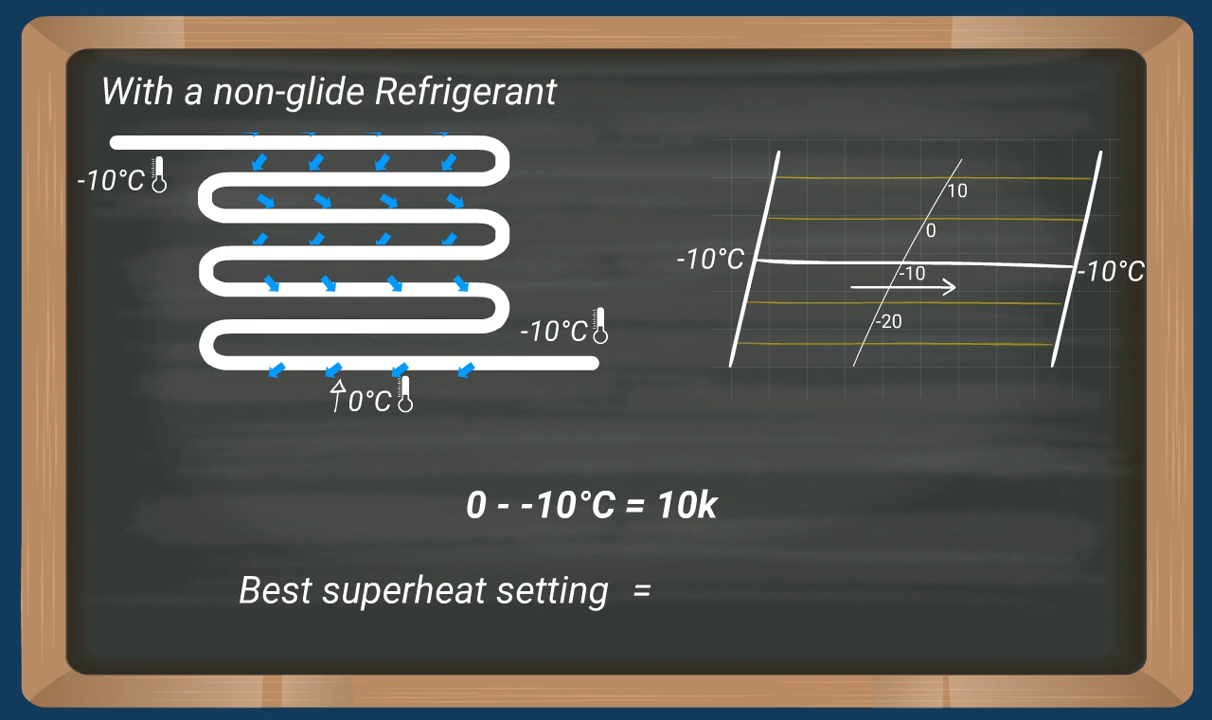 With a non-glide Refrigerant
-10°C
10
0
-10°C
-10
-10°C
-20
-10°C
0°C
0 - -10°C = 10k
Best superheat setting =